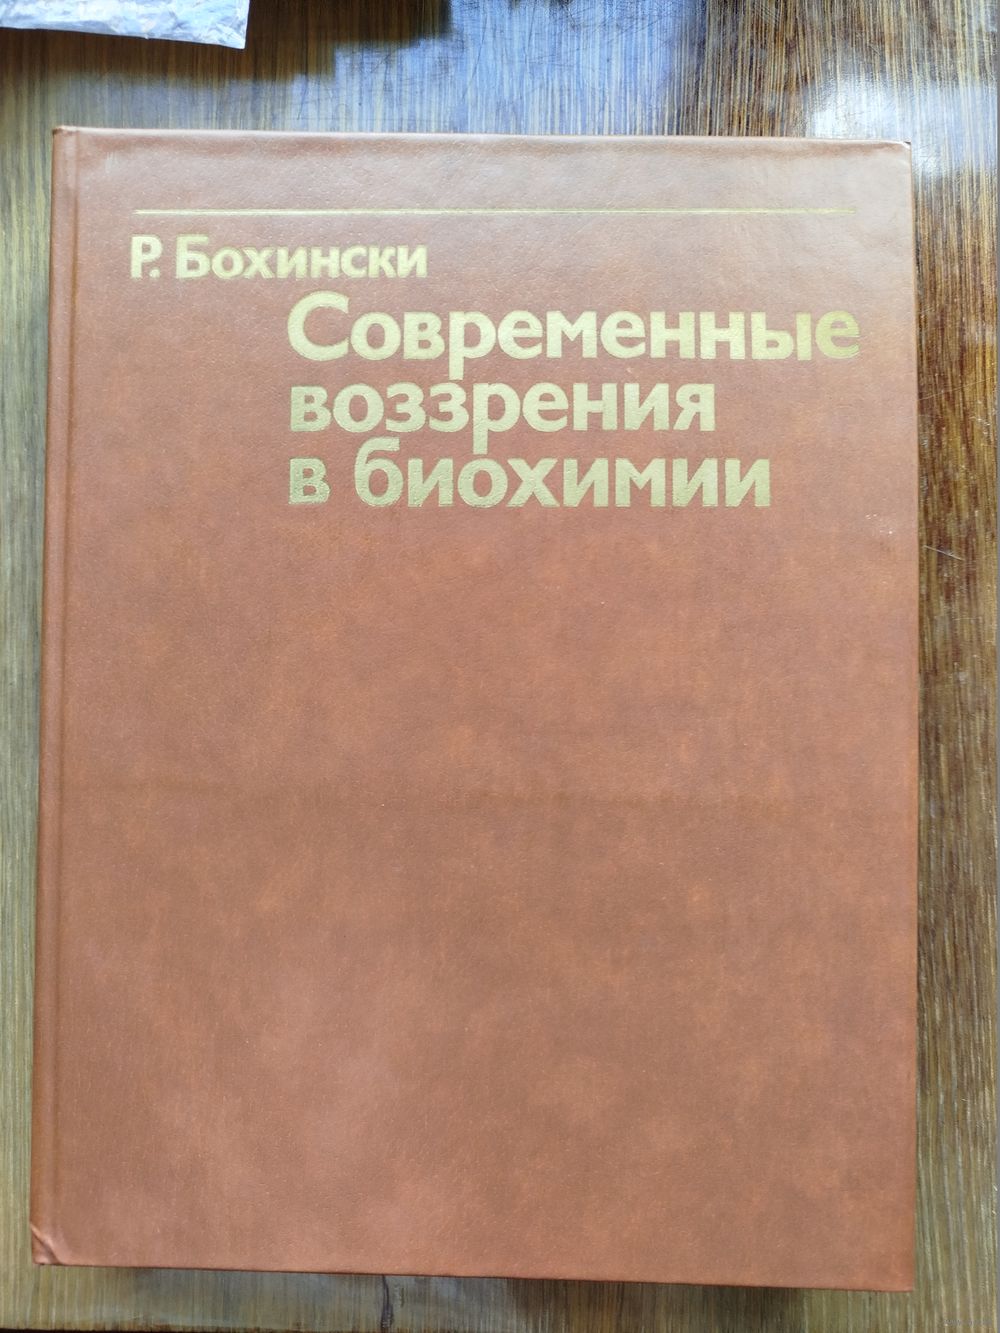 Р. Бохински
Современные
воззрения
в биохимии